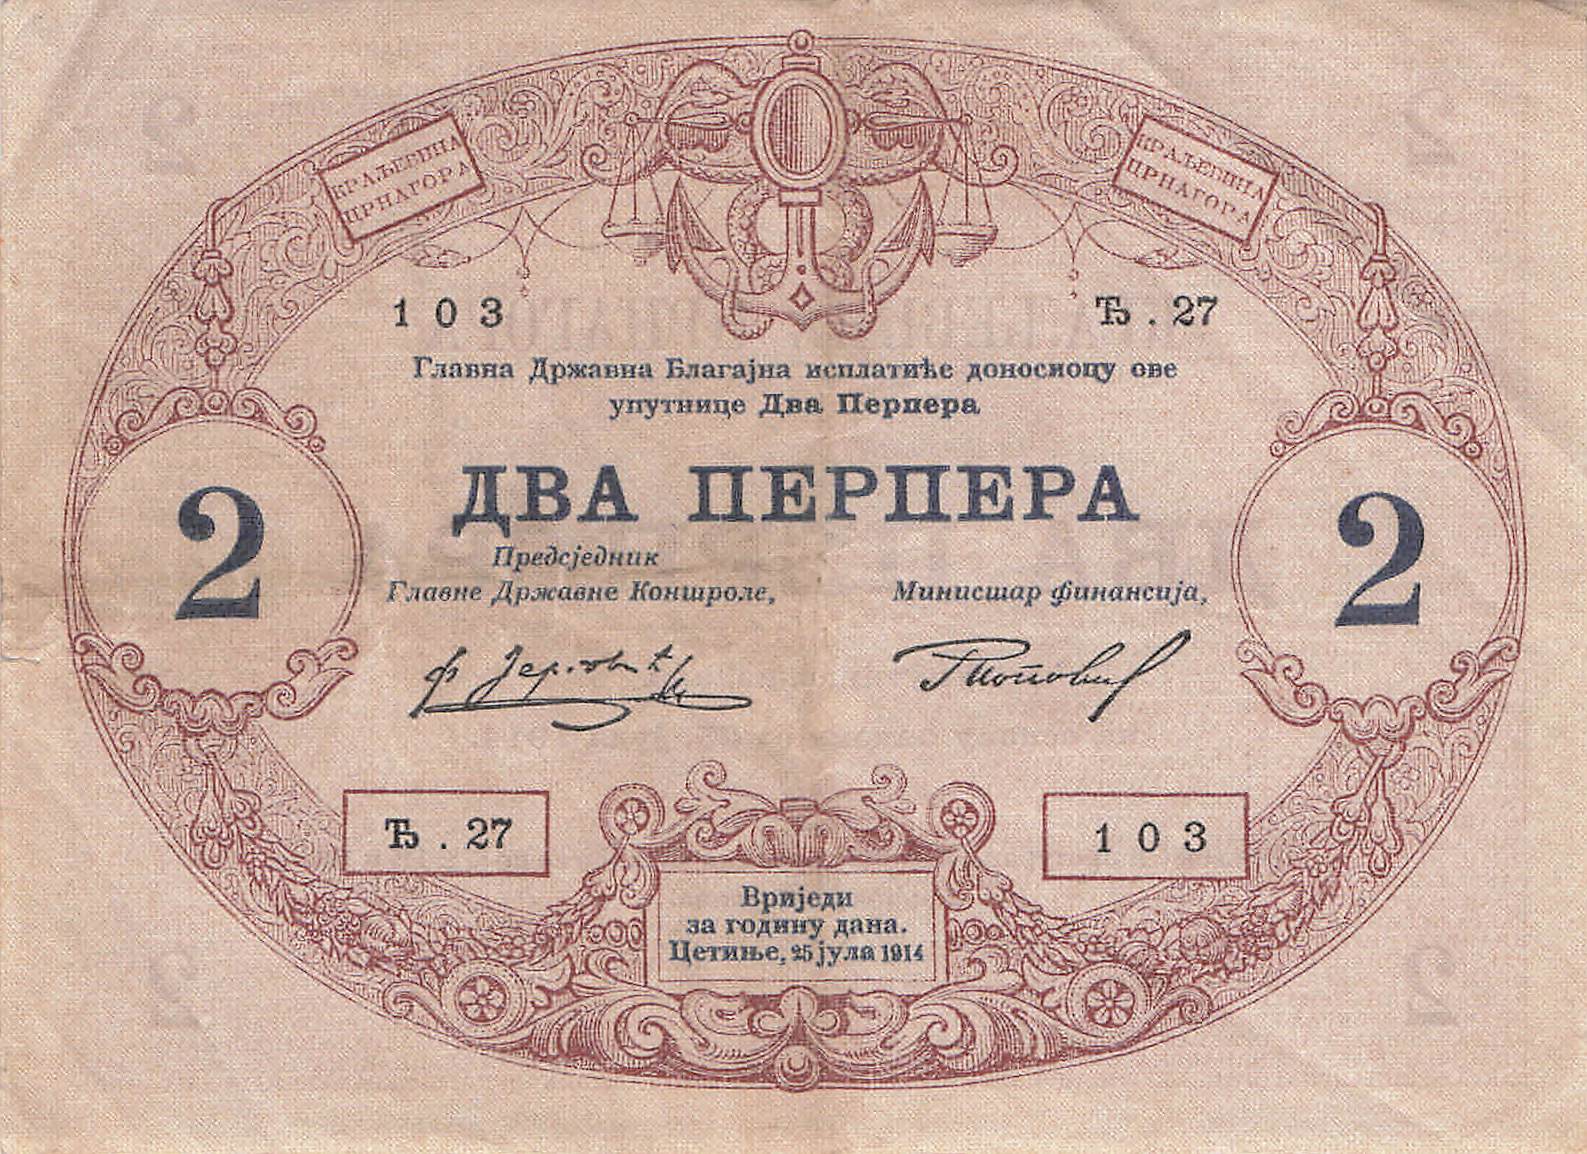 КРАЉЕВИНА
ЦРНАГОРА
КРАЉЕВИНА
ЦРНАГОРА
103
Ђ. 27
Главна Државна Благајна исплатиће доносиоцу ове
упутнице Два Перпера
ДВА ПЕРПЕРА
2
2
Предсједник
Главне Државне Контроле,
Министар финансија,
Ђ. 27
103
Вриједи
за годину дана.
Цетиње, 25 јула 1914